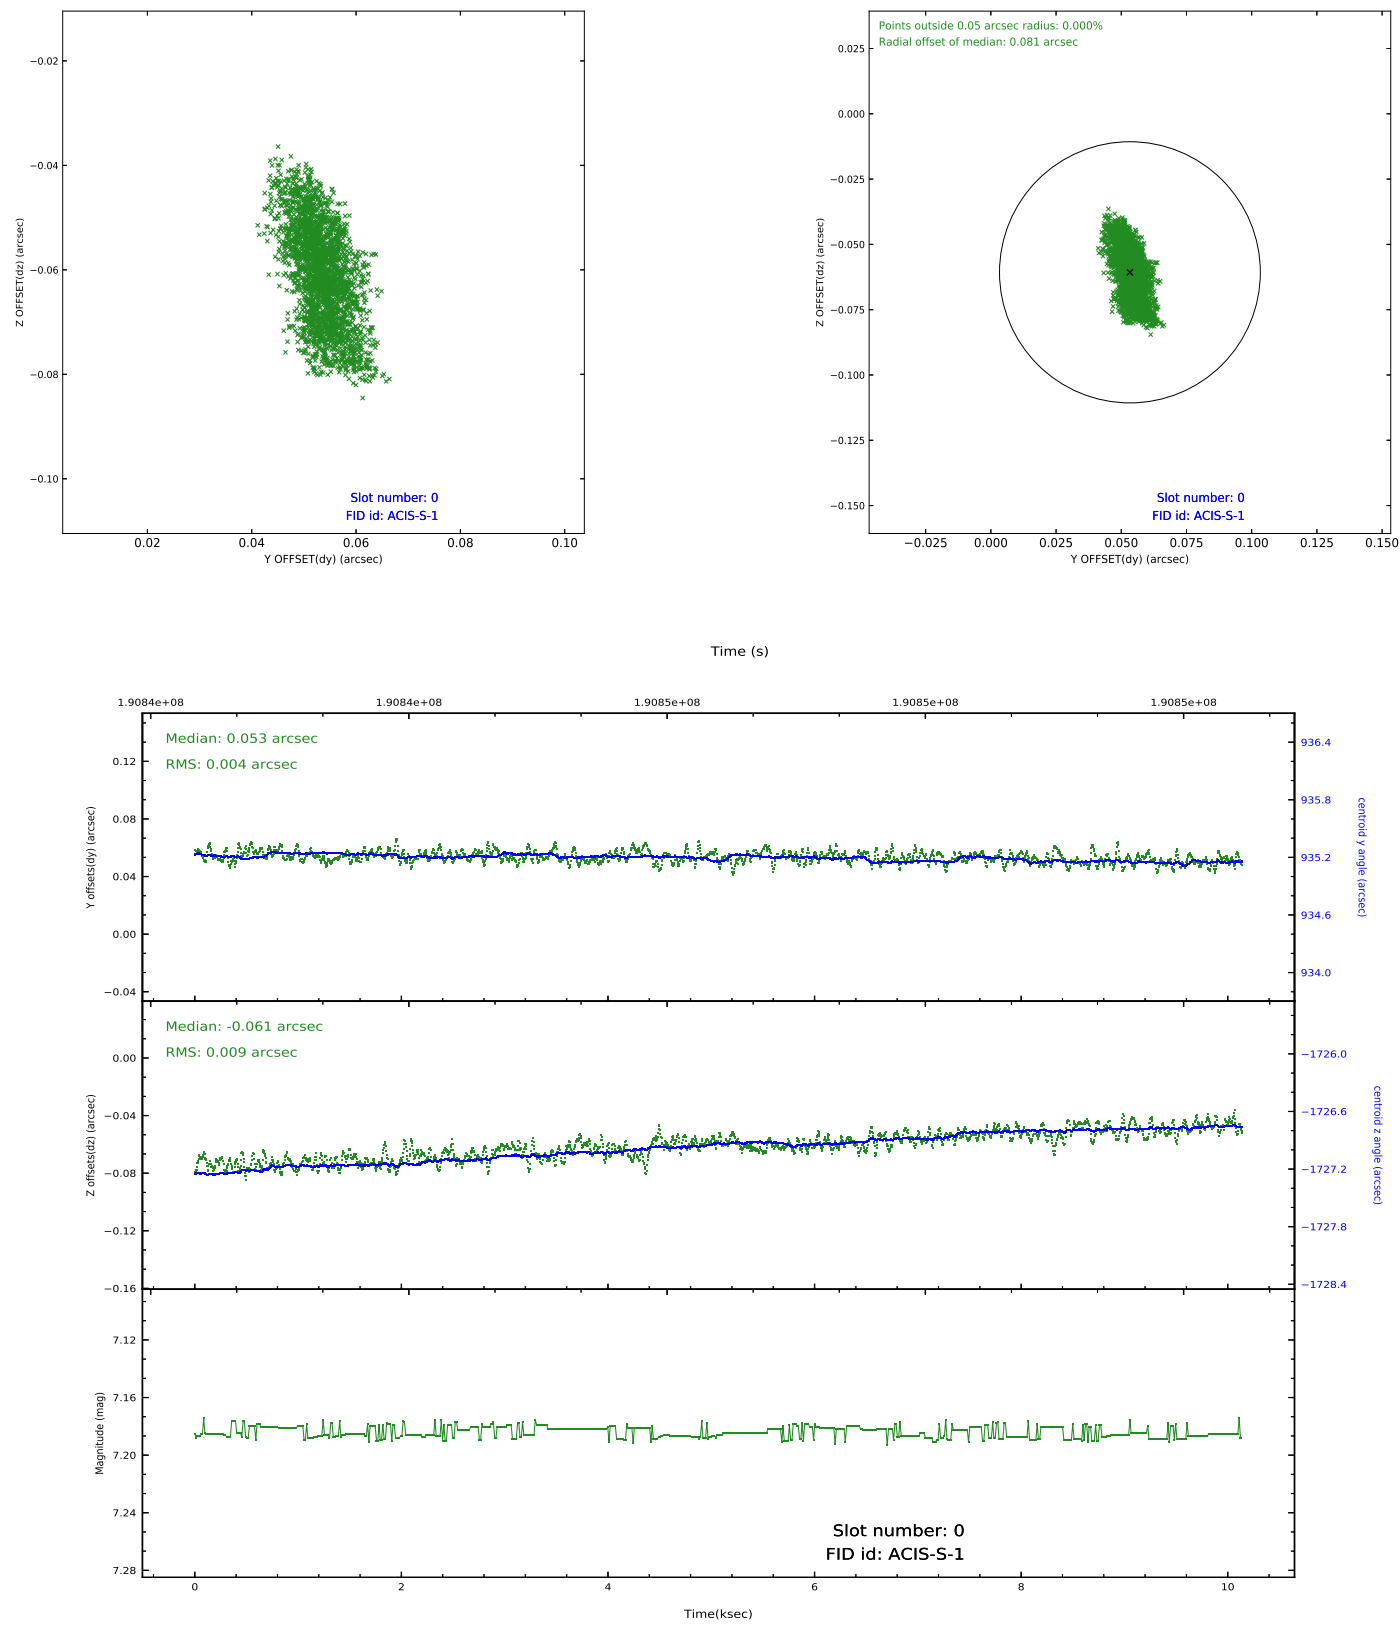 −0.02
−0.04
−0.06
−0.08
−0.10
Z OFFSET(dz) (arcsec)
Slot number: 0
FID id: ACIS-S-1
0.02 0.04 0.06 0.08 0.10
Y OFFSET(dy) (arcsec)
Points outside 0.05 arcsec radius: 0.000%
Radial offset of median: 0.081 arcsec
0.025
0.000
−0.025
−0.050
−0.075
−0.100
−0.125
−0.150
Z OFFSET(dz) (arcsec)
Slot number: 0
FID id: ACIS-S-1
−0.025 0.000 0.025 0.050 0.075 0.100 0.125 0.150
Y OFFSET(dy) (arcsec)
Time (s)
1.9084e+08 1.9084e+08 1.9085e+08 1.9085e+08 1.9085e+08
Median: 0.053 arcsec
RMS: 0.004 arcsec
0.12
0.08
0.04
0.00
−0.04
Y offsets(dy) (arcsec)
936.4
935.8
935.2
934.6
934.0
centroid y angle (arcsec)
Median: -0.061 arcsec
RMS: 0.009 arcsec
0.00
−0.04
−0.08
−0.12
−0.16
Z offsets(dz) (arcsec)
−1726.0
−1726.6
−1727.2
−1727.8
−1728.4
centroid z angle (arcsec)
7.12
7.16
7.20
7.24
7.28
Magnitude (mag)
Slot number: 0
FID id: ACIS-S-1
0 2 4 6 8 10
Time(ksec)